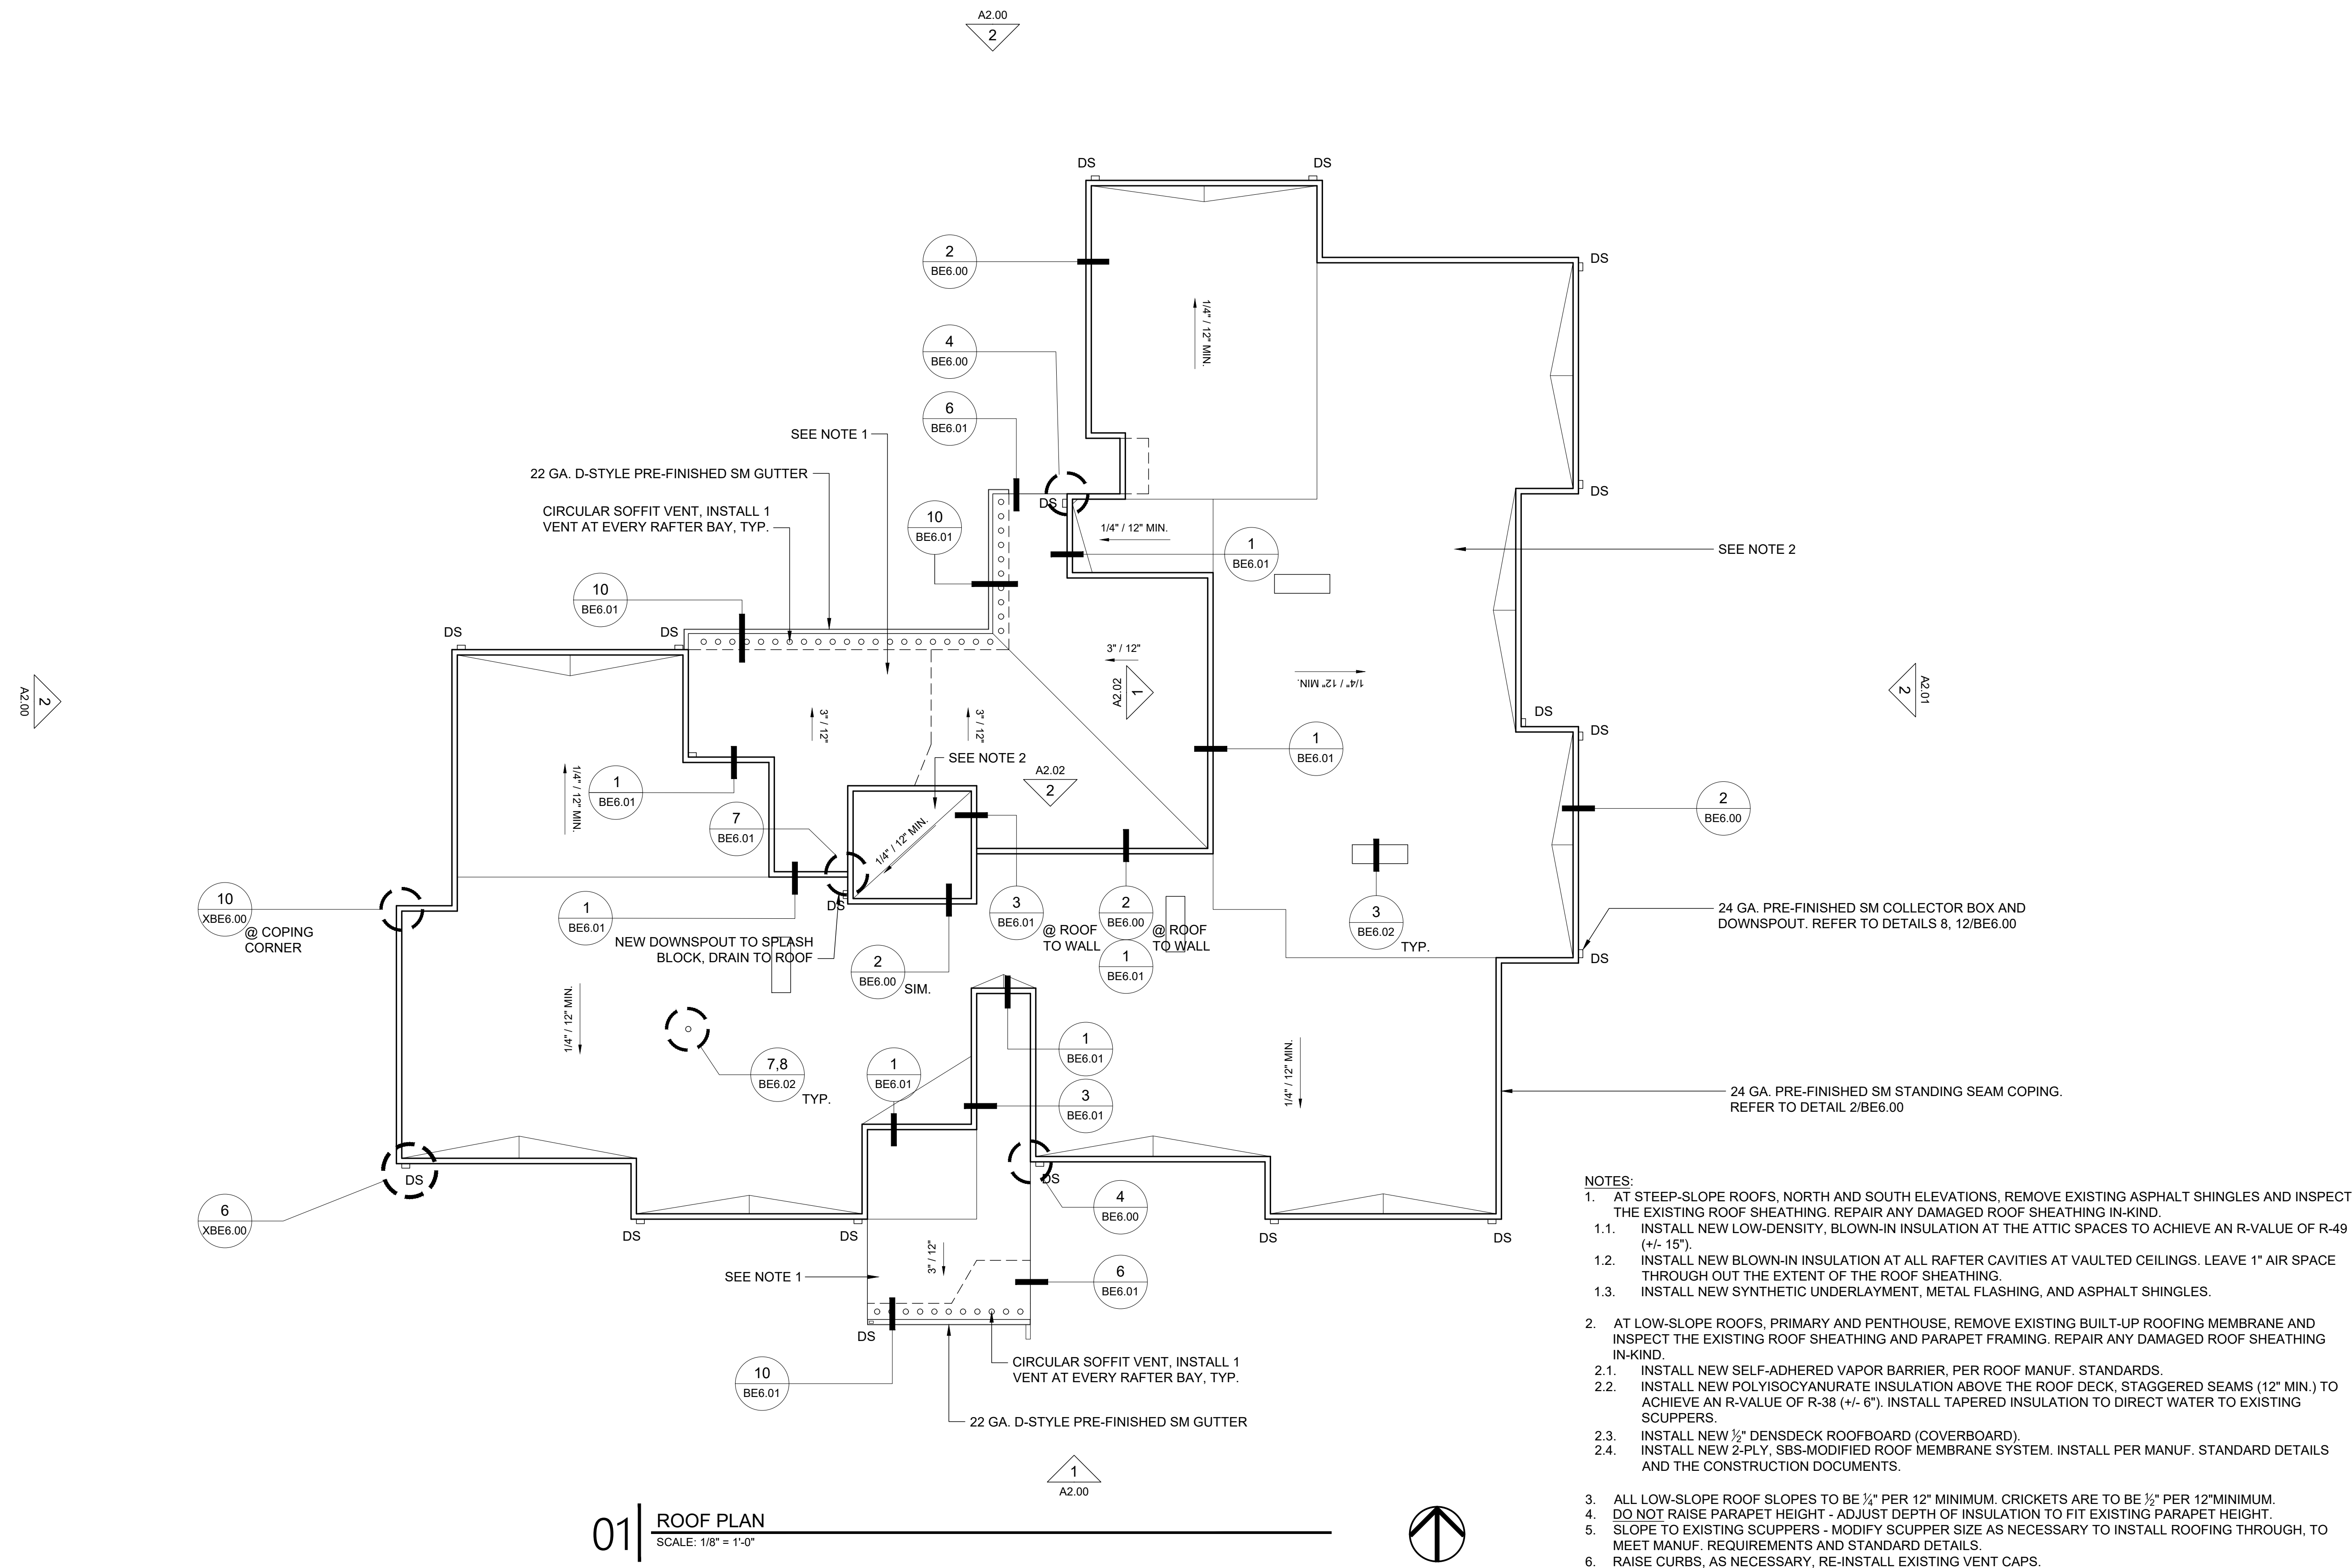 A2.00
2
DS
DS
2
BE6.00
DS
1/4" / 12" MIN.
4
BE6.00
6
BE6.01
SEE NOTE 1
22 GA. D-STYLE PRE-FINISHED SM GUTTER
CIRCULAR SOFFIT VENT, INSTALL 1
VENT AT EVERY RAFTER BAY, TYP.
DS
DS
10
BE6.01
1/4" / 12" MIN.
1
BE6.01
SEE NOTE 2
10
BE6.01
DS
DS
3" / 12"
A2.02
1
1/4" / 12" MIN.
A2.00
2
2
A2.01
3" / 12"
3" / 12"
DS
DS
SEE NOTE 2
1
BE6.01
A2.02
2
1/4" / 12" MIN.
1
BE6.01
7
BE6.01
1/4" / 12" MIN.
2
BE6.00
10
XBE6.00
@ COPING
CORNER
1
BE6.01
DS
3
BE6.01
@ ROOF
TO WALL
2
BE6.00
@ ROOF
TO WALL
1
BE6.01
3
BE6.02
TYP.
24 GA. PRE-FINISHED SM COLLECTOR BOX AND
DOWNSPOUT. REFER TO DETAILS 8, 12/BE6.00
DS
NEW DOWNSPOUT TO SPLASH
BLOCK, DRAIN TO ROOF
2
BE6.00
SIM.
1/4" / 12" MIN.
7,8
BE6.02
TYP.
1
BE6.01
1
BE6.01
3
BE6.01
1/4" / 12" MIN.
24 GA. PRE-FINISHED SM STANDING SEAM COPING.
REFER TO DETAIL 2/BE6.00
DS
6
XBE6.00
DS
4
BE6.00
DS
DS
DS
DS
3" / 12"
SEE NOTE 1
6
BE6.01
DS
10
BE6.01
CIRCULAR SOFFIT VENT, INSTALL 1
VENT AT EVERY RAFTER BAY, TYP.
22 GA. D-STYLE PRE-FINISHED SM GUTTER
1
A2.00
01
ROOF PLAN
SCALE: 1/8" = 1'-0"
NOTES:
1. AT STEEP-SLOPE ROOFS, NORTH AND SOUTH ELEVATIONS, REMOVE EXISTING ASPHALT SHINGLES AND INSPECT
THE EXISTING ROOF SHEATHING. REPAIR ANY DAMAGED ROOF SHEATHING IN-KIND.
1.1. INSTALL NEW LOW-DENSITY, BLOWN-IN INSULATION AT THE ATTIC SPACES TO ACHIEVE AN R-VALUE OF R-49
(+/- 15").
1.2. INSTALL NEW BLOWN-IN INSULATION AT ALL RAFTER CAVITIES AT VAULTED CEILINGS. LEAVE 1" AIR SPACE
THROUGH OUT THE EXTENT OF THE ROOF SHEATHING.
1.3. INSTALL NEW SYNTHETIC UNDERLAYMENT, METAL FLASHING, AND ASPHALT SHINGLES.
2. AT LOW-SLOPE ROOFS, PRIMARY AND PENTHOUSE, REMOVE EXISTING BUILT-UP ROOFING MEMBRANE AND
INSPECT THE EXISTING ROOF SHEATHING AND PARAPET FRAMING. REPAIR ANY DAMAGED ROOF SHEATHING
IN-KIND.
2.1. INSTALL NEW SELF-ADHERED VAPOR BARRIER, PER ROOF MANUF. STANDARDS.
2.2. INSTALL NEW POLYISOCYANURATE INSULATION ABOVE THE ROOF DECK, STAGGERED SEAMS (12" MIN.) TO
ACHIEVE AN R-VALUE OF R-38 (+/- 6"). INSTALL TAPERED INSULATION TO DIRECT WATER TO EXISTING
SCUPPERS.
2.3. INSTALL NEW ½" DENSDECK ROOFBOARD (COVERBOARD).
2.4. INSTALL NEW 2-PLY, SBS-MODIFIED ROOF MEMBRANE SYSTEM. INSTALL PER MANUF. STANDARD DETAILS
AND THE CONSTRUCTION DOCUMENTS.
3. ALL LOW-SLOPE ROOF SLOPES TO BE ¼" PER 12" MINIMUM. CRICKETS ARE TO BE ½" PER 12"MINIMUM.
4. DO NOT RAISE PARAPET HEIGHT - ADJUST DEPTH OF INSULATION TO FIT EXISTING PARAPET HEIGHT.
5. SLOPE TO EXISTING SCUPPERS - MODIFY SCUPPER SIZE AS NECESSARY TO INSTALL ROOFING THROUGH, TO
MEET MANUF. REQUIREMENTS AND STANDARD DETAILS.
6. RAISE CURBS, AS NECESSARY, RE-INSTALL EXISTING VENT CAPS.